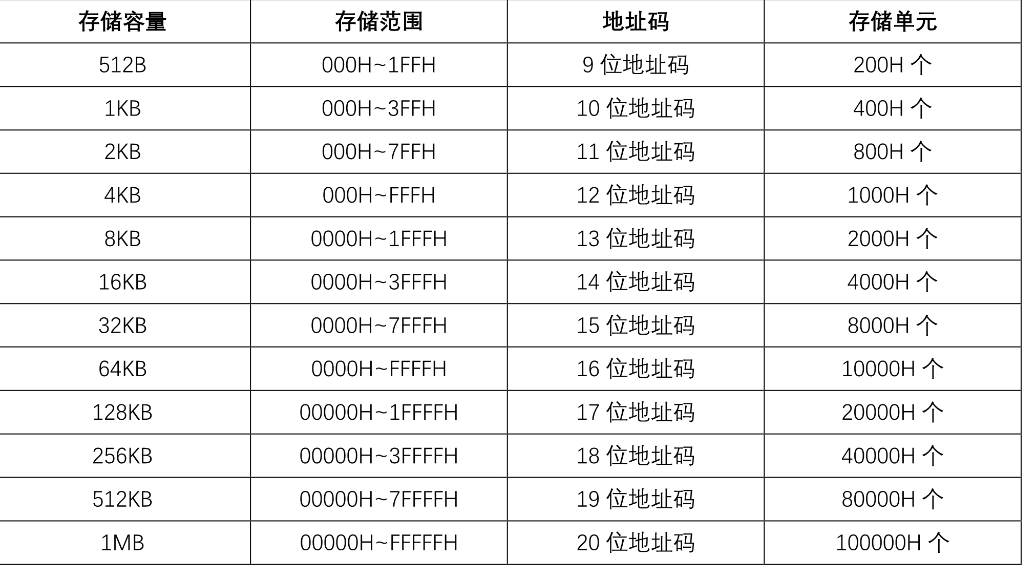 存储容量 存储范围 地址码 存储单元
512B 000H~1FFH 9 位地址码 200H 个
1KB 000H~3FFH 10 位地址码 400H 个
2KB 000H~7FFH 11 位地址码 800H 个
4KB 000H~FFFH 12 位地址码 1000H 个
8KB 0000H~1FFFH 13 位地址码 2000H 个
16KB 0000H~3FFFH 14 位地址码 4000H 个
32KB 0000H~7FFFH 15 位地址码 8000H 个
64KB 0000H~FFFFH 16 位地址码 10000H 个
128KB 00000H~1FFFFH 17 位地址码 20000H 个
256KB 00000H~3FFFFH 18 位地址码 40000H 个
512KB 00000H~7FFFFH 19 位地址码 80000H 个
1MB 00000H~FFFFFH 20 位地址码 100000H 个